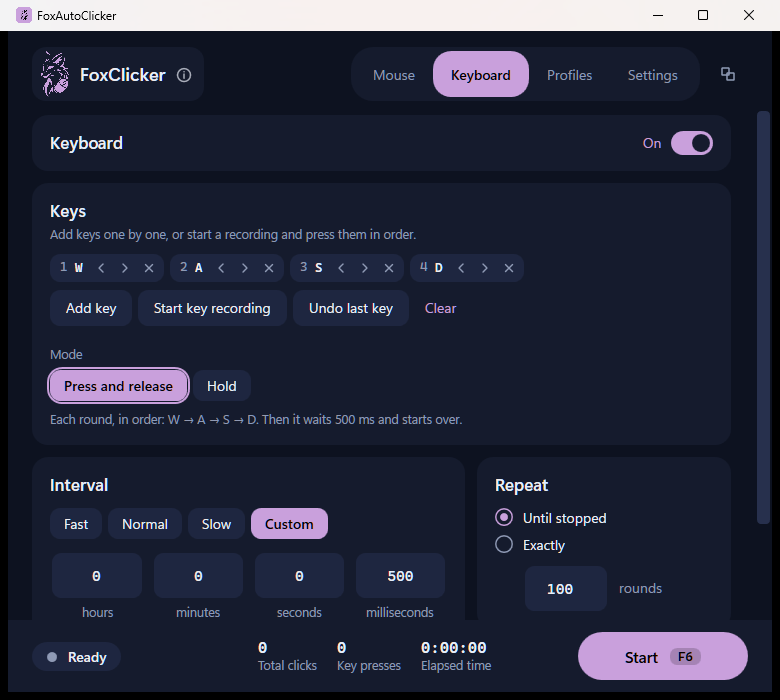 FoxAutoClicker
FoxClicker
Mouse Keyboard Profiles Settings
Keyboard On
Keys
Add keys one by one, or start a recording and press them in order.
1 W < > × 2 A < > × 3 S < > × 4 D < > ×
Add key Start key recording Undo last key Clear
Mode
Press and release Hold
Each round, in order: W → A → S → D. Then it waits 500 ms and starts over.
Interval
Fast Normal Slow Custom
0 0 0 500
hours minutes seconds milliseconds
Repeat
Until stopped
Exactly
100 rounds
Ready
0 0 0:00:00
Total clicks Key presses Elapsed time
Start F6